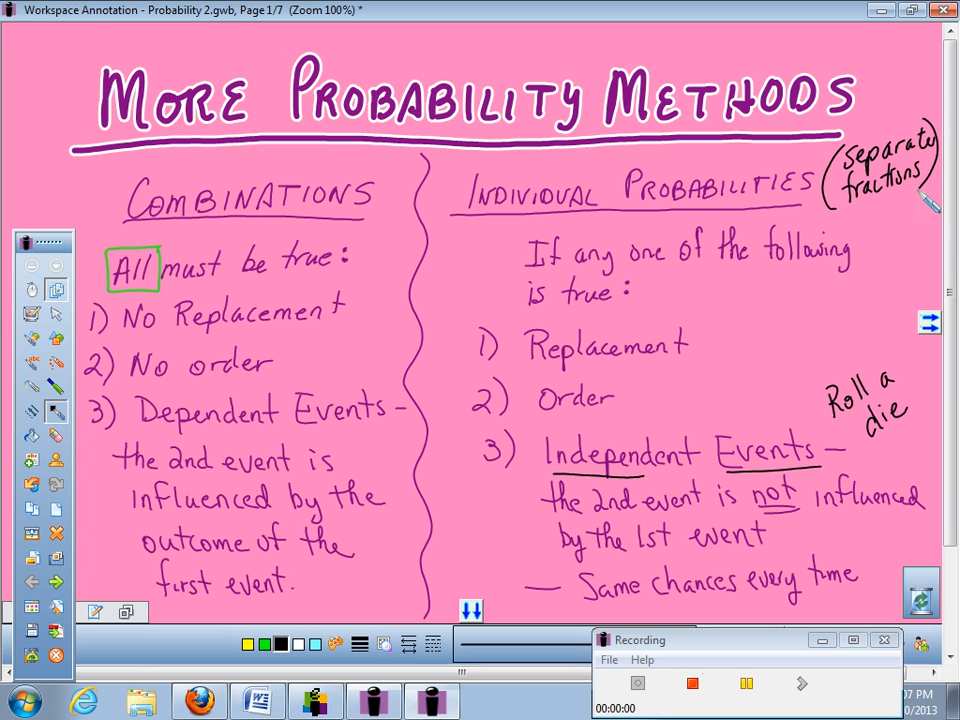 Workspace Annotation - Probability 2.gwb, Page 1/7 (Zoom 100%) *
MORE PROBABILITY METHODS
COMBINATIONS
All must be true:
1) No Replacement
2) No order
3) Dependent Events -
the 2nd event is
influenced by the
outcome of the
first event.
INDIVIDUAL PROBABILITIES
(separate
fractions)
If any one of the following
is true:
1) Replacement
2) Order
3) Independent Events -
Roll a
die
the 2nd event is not influenced
by the 1st event
- Same chances every time
Recording
File Help
00:00:00
:07 PM
0/2013